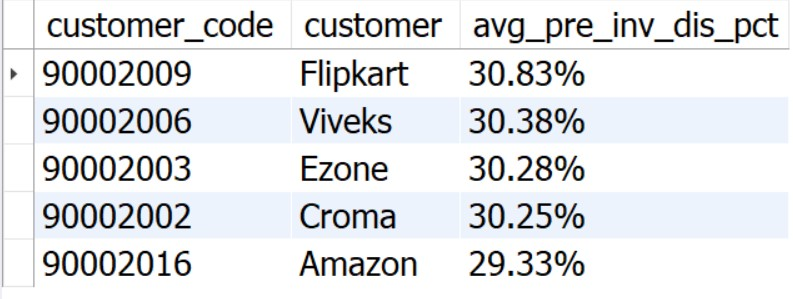 customer_code customer avg_pre_inv_dis_pct
90002009 Flipkart 30.83%
90002006 Viveks 30.38%
90002003 Ezone 30.28%
90002002 Croma 30.25%
90002016 Amazon 29.33%